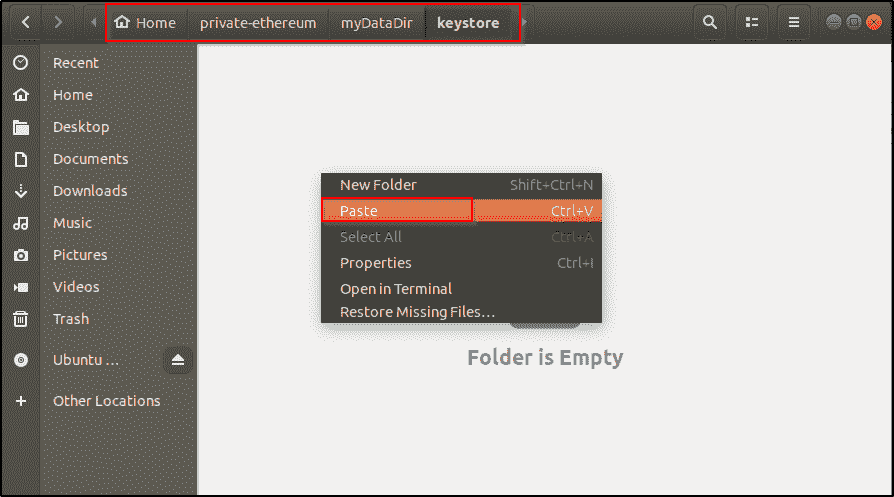 Home private-ethereum myDataDir keystore
Recent
Home
Desktop
Documents
Downloads
Music
Pictures
Videos
Trash
Ubuntu ...
Other Locations
New Folder Shift+Ctrl+N
Paste Ctrl+V
Select All Ctrl+A
Properties Ctrl+I
Open in Terminal
Restore Missing Files...
Folder is Empty